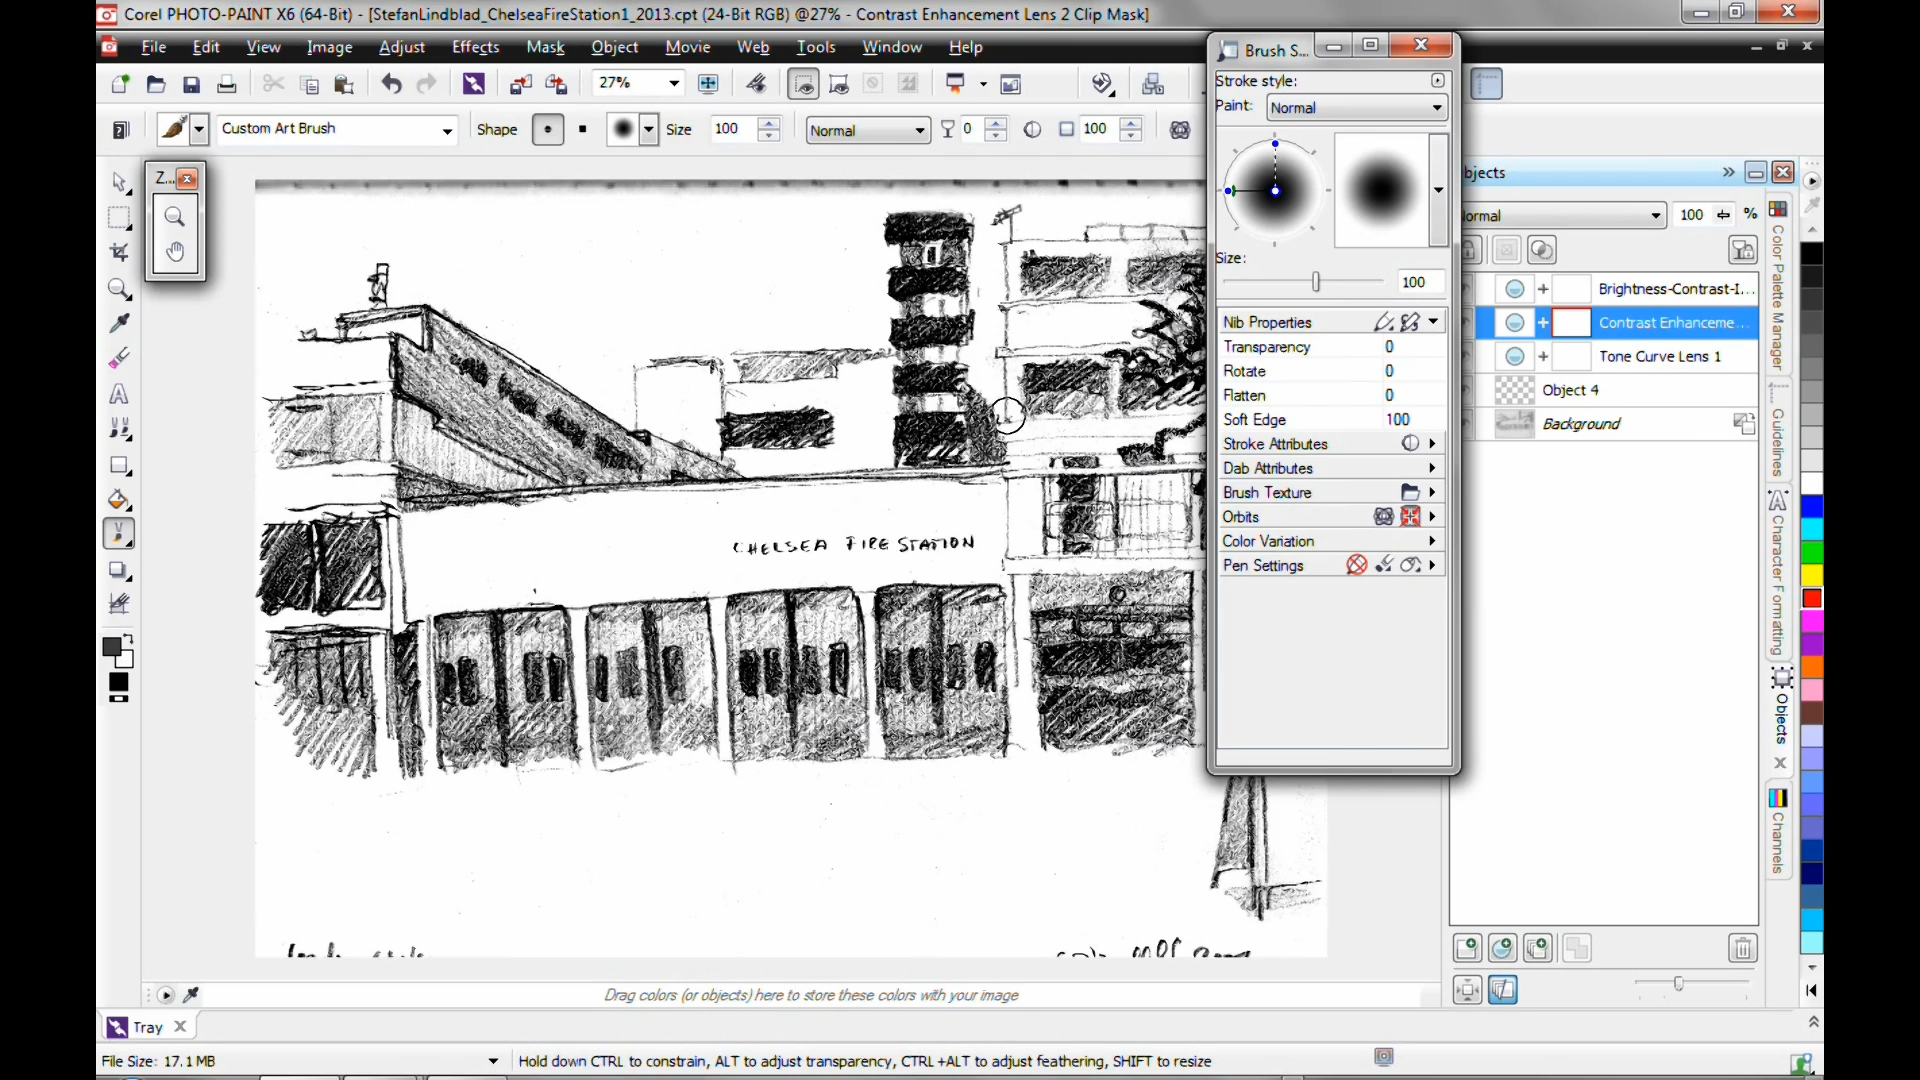 Corel PHOTO-PAINT X6 (64-Bit) - [StefanLindblad_ChelseaFireStation1_2013.cpt (24-Bit RGB) @27% - Contrast Enhancement Lens 2 Clip Mask]
File Edit View Image Adjust Effects Mask Object Movie Web Tools Window Help
27%
Custom Art Brush Shape Size 100 Normal 0 100
Z...
Brush S...
Stroke style:
Paint: Normal
Size:
100
Nib Properties
Transparency 0
Rotate 0
Flatten 0
Soft Edge 100
Stroke Attributes
Dab Attributes
Brush Texture
Orbits
Color Variation
Pen Settings
bjects
ormal 100 %
Brightness-Contrast-I...
Contrast Enhanceme...
Tone Curve Lens 1
Object 4
Background
Color Palette Manager
Guidelines
Character Formatting
Objects
Channels
CHELSEA FIRE STATION
Drag colors (or objects) here to store these colors with your image
Tray
File Size: 17.1 MB Hold down CTRL to constrain, ALT to adjust transparency, CTRL+ALT to adjust feathering, SHIFT to resize